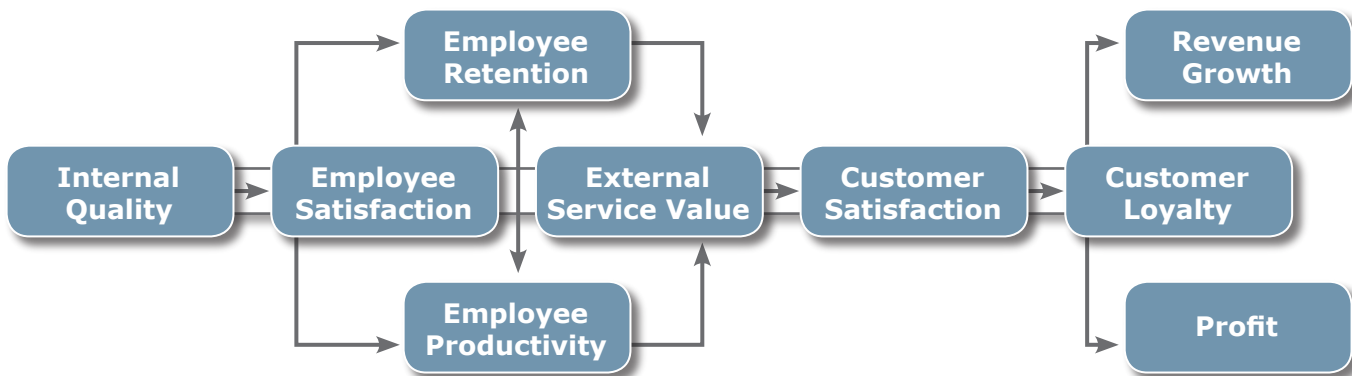 Employee
Retention
Revenue
Growth
Internal
Quality
Employee
Satisfaction
External
Service Value
Customer
Satisfaction
Customer
Loyalty
Employee
Productivity
Profit